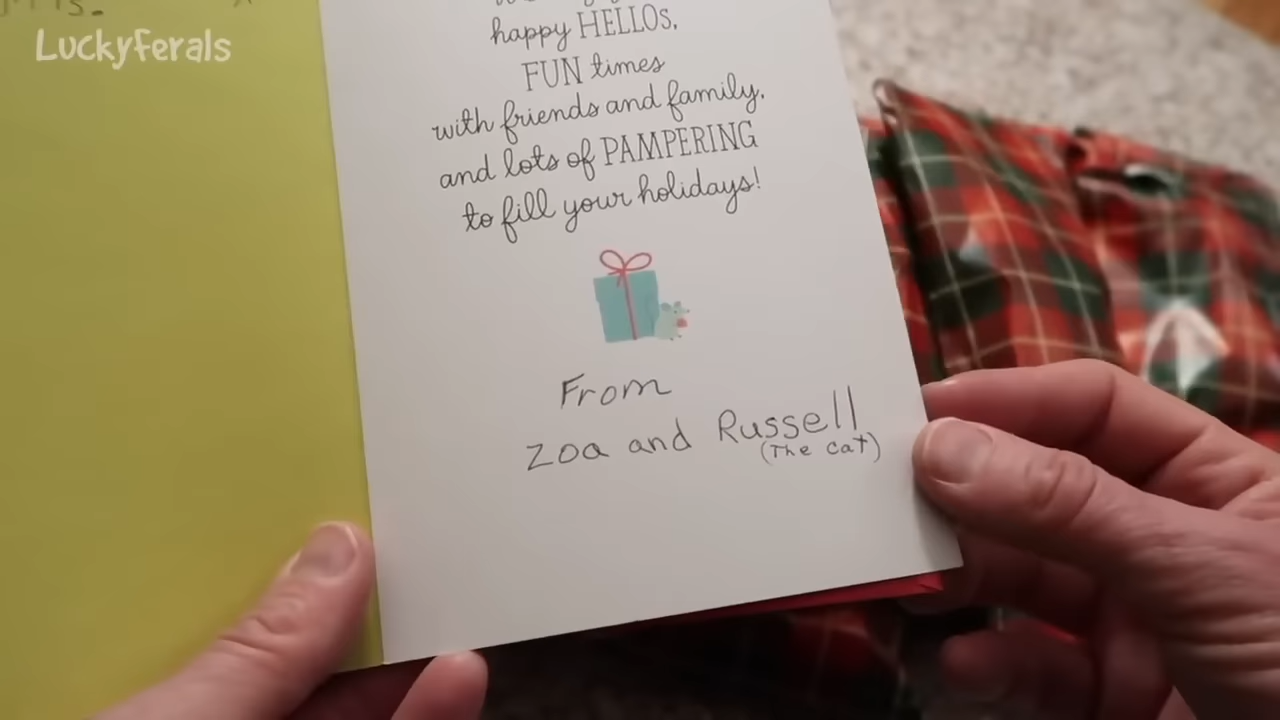 LuckyFerals
happy HELLOs,
FUN times
with friends and family,
and lots of PAMPERING
to fill your holidays!
From
Zoa and Russell
(The cat)